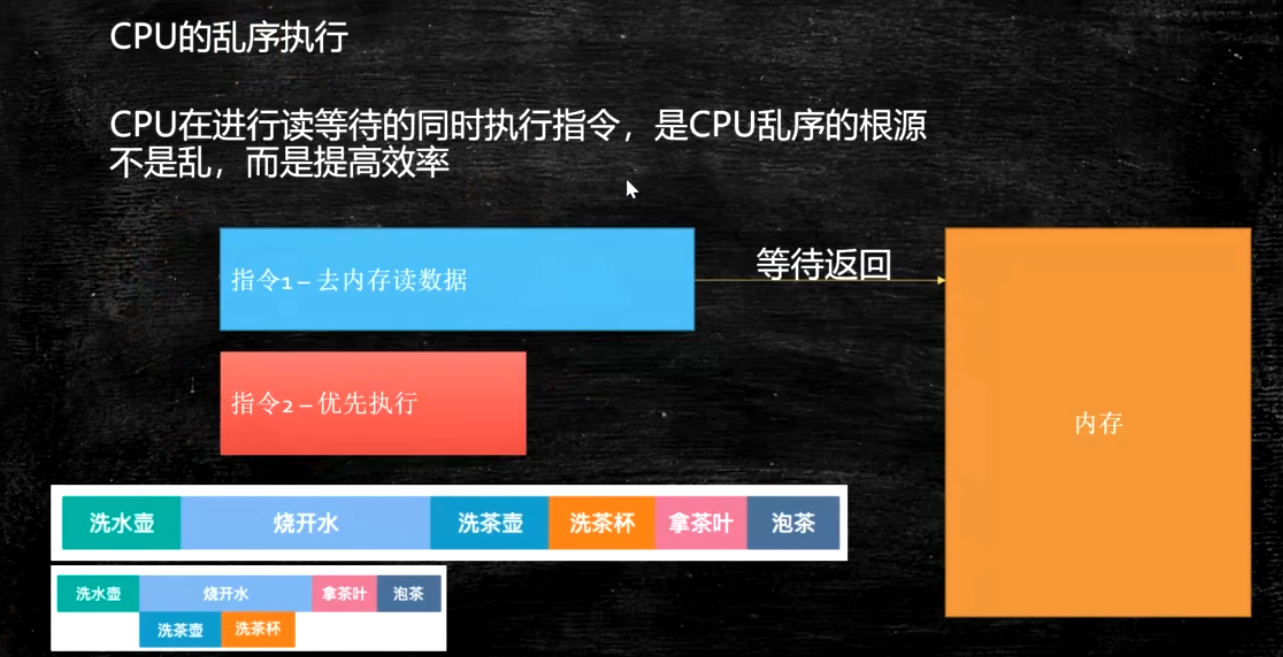 CPU的乱序执行
CPU在进行读等待的同时执行指令，是CPU乱序的根源
不是乱，而是提高效率
等待返回
指令1 – 去内存读数据
指令2 – 优先执行
内存
洗水壶 烧开水 洗茶壶 洗茶杯 拿茶叶 泡茶
洗水壶 烧开水 拿茶叶 泡茶
洗茶壶 洗茶杯